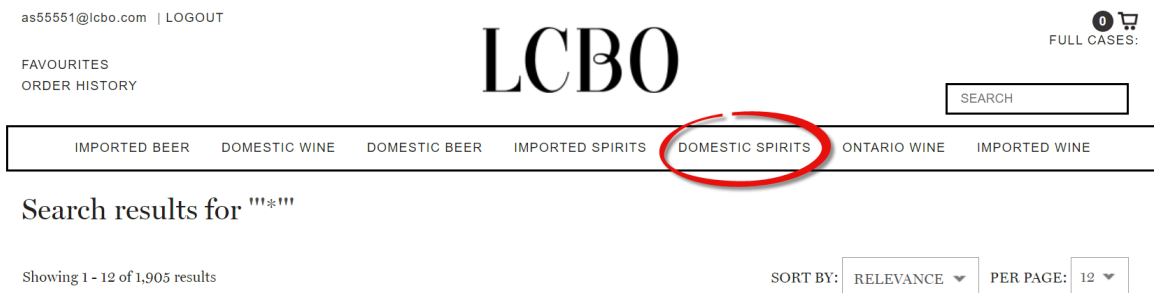 as55551@lcbo.com | LOGOUT
0
FULL CASES:
FAVOURITES
ORDER HISTORY
LCBO
SEARCH
IMPORTED BEER DOMESTIC WINE DOMESTIC BEER IMPORTED SPIRITS DOMESTIC SPIRITS ONTARIO WINE IMPORTED WINE
Search results for '"*"'
Showing 1 - 12 of 1,905 results SORT BY: RELEVANCE PER PAGE: 12